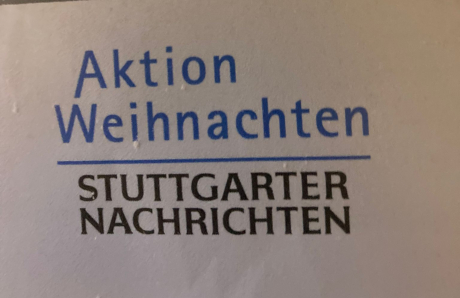 Aktion
Weihnachten
STUTTGARTER
NACHRICHTEN